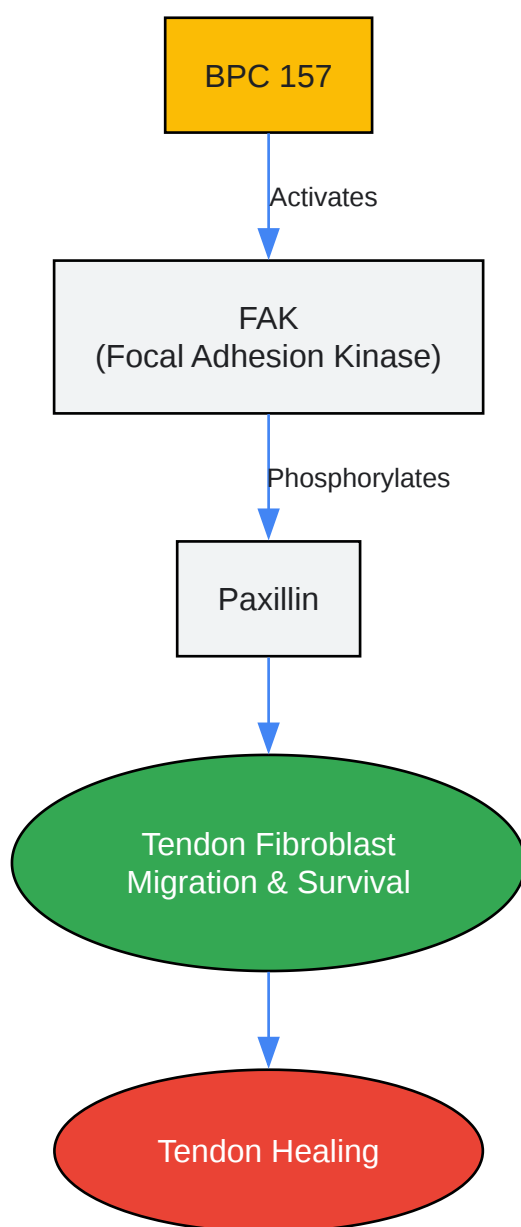 BPC 157
Activates
FAK
(Focal Adhesion Kinase)
Phosphorylates
Paxillin
Tendon Fibroblast
Migration & Survival
Tendon Healing